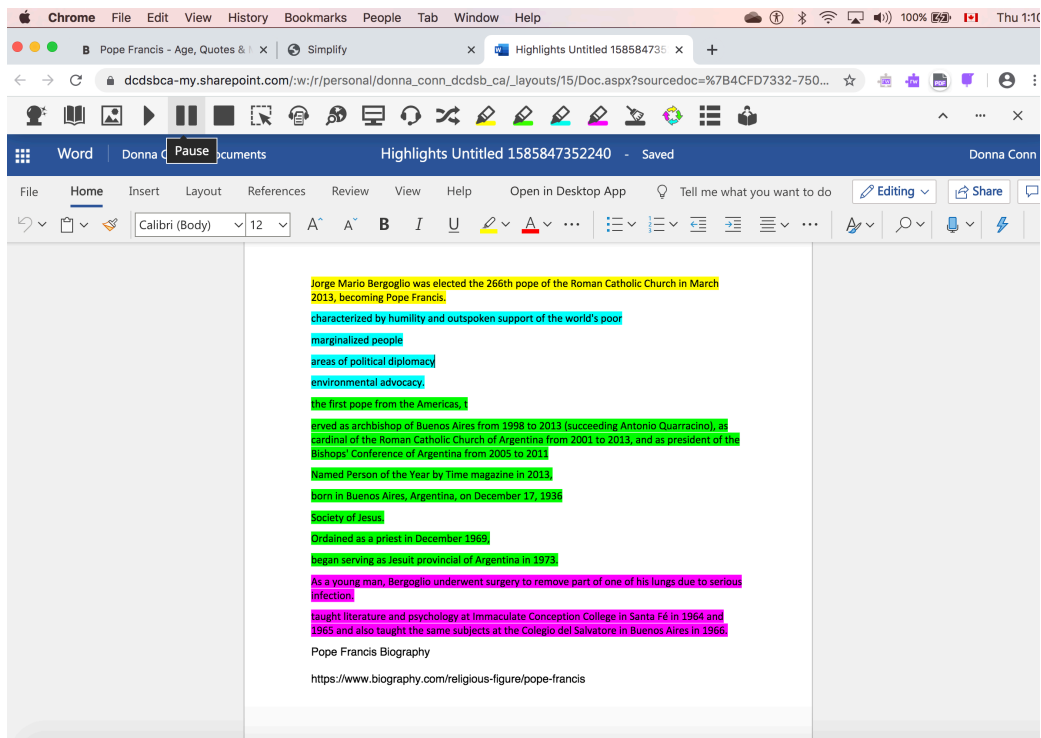 Chrome File Edit View History Bookmarks People Tab Window Help 100% Thu 1:10
B Pope Francis - Age, Quotes & Simplify Highlights Untitled 158584735
dcdsbca-my.sharepoint.com/:w:/r/personal/donna_conn_dcdsb_ca/_layouts/15/Doc.aspx?sourcedoc=%7B4CFD7332-750...
Pause
Word Donna C ocuments Highlights Untitled 1585847352240 - Saved Donna Conn
File Home Insert Layout References Review View Help Open in Desktop App Tell me what you want to do Editing Share
Calibri (Body) 12 A A B I U A
Jorge Mario Bergoglio was elected the 266th pope of the Roman Catholic Church in March
2013, becoming Pope Francis.
characterized by humility and outspoken support of the world's poor
marginalized people
areas of political diplomacy
environmental advocacy.
the first pope from the Americas, t
erved as archbishop of Buenos Aires from 1998 to 2013 (succeeding Antonio Quarracino), as
cardinal of the Roman Catholic Church of Argentina from 2001 to 2013, and as president of the
Bishops' Conference of Argentina from 2005 to 2011
Named Person of the Year by Time magazine in 2013,
born in Buenos Aires, Argentina, on December 17, 1936
Society of Jesus.
Ordained as a priest in December 1969,
began serving as Jesuit provincial of Argentina in 1973.
As a young man, Bergoglio underwent surgery to remove part of one of his lungs due to serious
infection.
taught literature and psychology at Immaculate Conception College in Santa Fé in 1964 and
1965 and also taught the same subjects at the Colegio del Salvatore in Buenos Aires in 1966.
Pope Francis Biography
https://www.biography.com/religious-figure/pope-francis